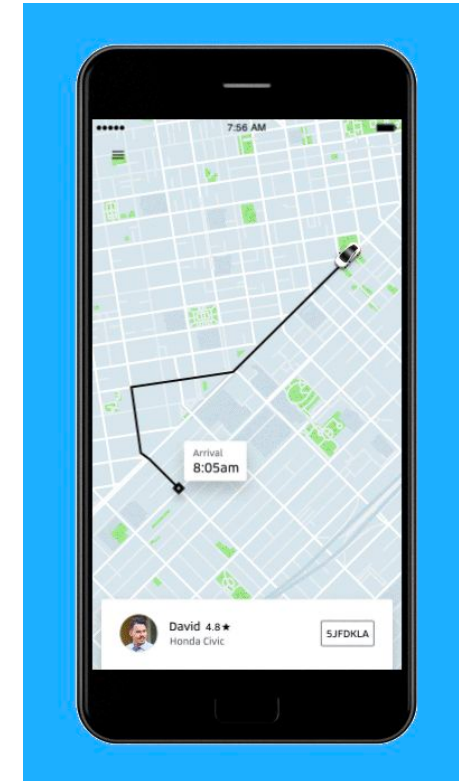 7:56 AM
Arrival
8:05am
David 4.8★
Honda Civic
5JFDKLA